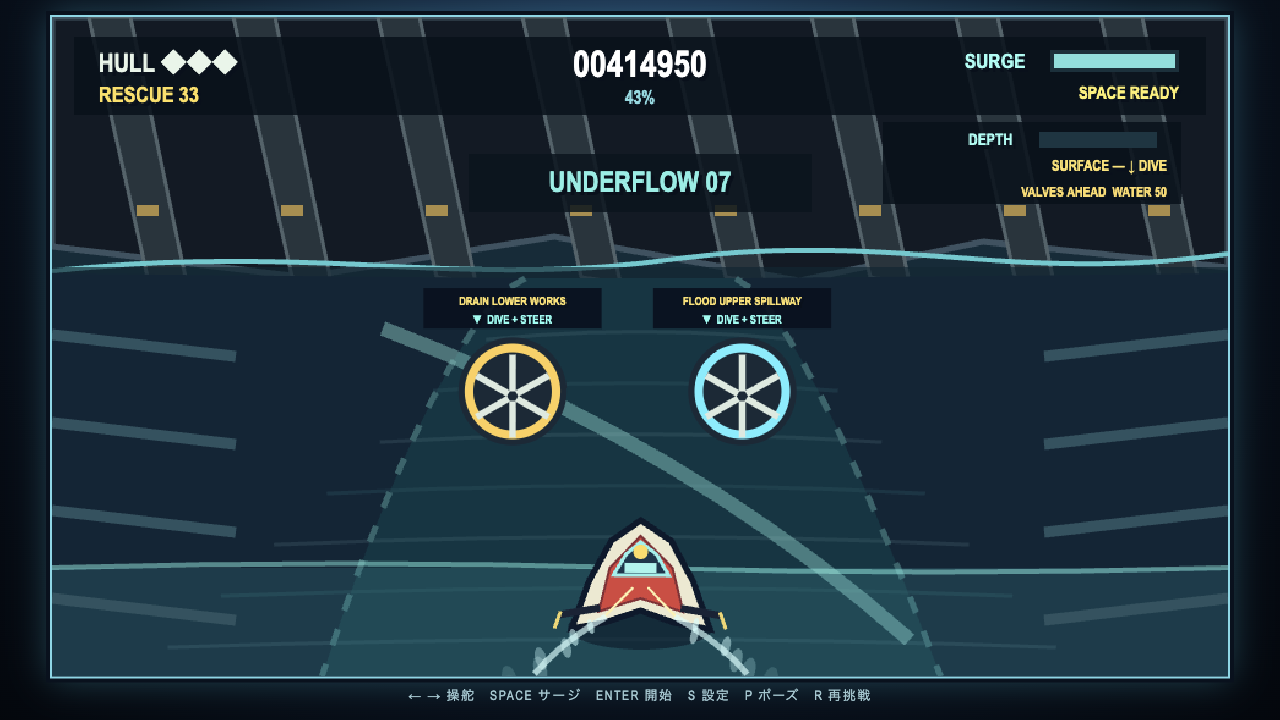 HULL
RESCUE 33
00414950
43%
SURGE
SPACE READY
DEPTH
SURFACE — ↓ DIVE
VALVES AHEAD WATER 50
UNDERFLOW 07
DRAIN LOWER WORKS
▼ DIVE + STEER
FLOOD UPPER SPILLWAY
▼ DIVE + STEER
← → 操舵 SPACE サージ ENTER 開始 S 設定 P ポーズ R 再挑戦